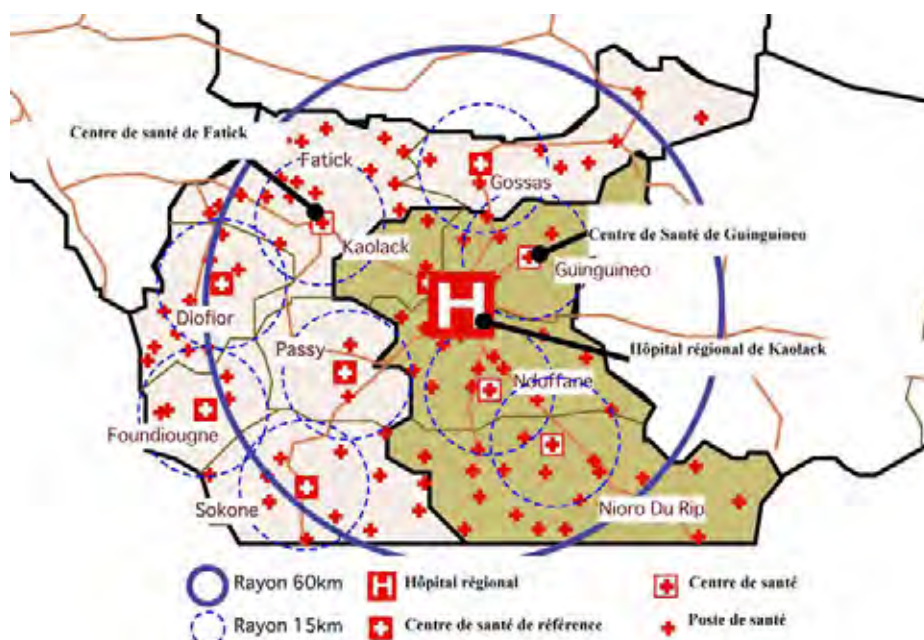 Centre de santé de Fatick
Fatick
Gossas
Kaolack
Centre de Santé de Guinguineo
Guinguineo
H
Diofior
Passy
Hôpital régional de Kaolack
Ndoffane
Foundiougne
Sokone
Nioro Du Rip
Rayon 60km
H Hôpital régional
Centre de santé
Rayon 15km
Centre de santé de référence
Poste de santé